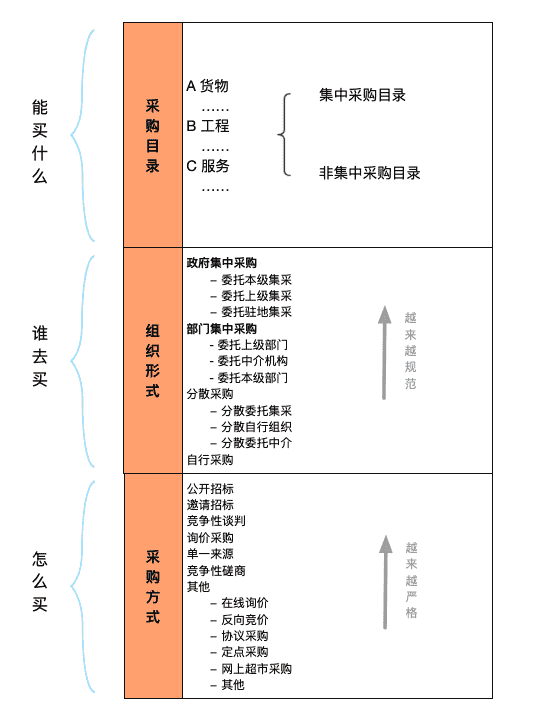 能买什么
采购目录
A 货物
……
B 工程
……
C 服务
……
集中采购目录
非集中采购目录
谁去买
组织形式
政府集中采购
– 委托本级集采
– 委托上级集采
– 委托驻地集采
部门集中采购
- 委托上级部门
- 委托中介机构
- 委托本级部门
分散采购
– 分散委托集采
– 分散自行组织
– 分散委托中介
自行采购
越来越规范
怎么买
采购方式
公开招标
邀请招标
竞争性谈判
询价采购
单一来源
竞争性磋商
其他
– 在线询价
– 反向竞价
– 协议采购
– 定点采购
– 网上超市采购
– 其他
越来越严格